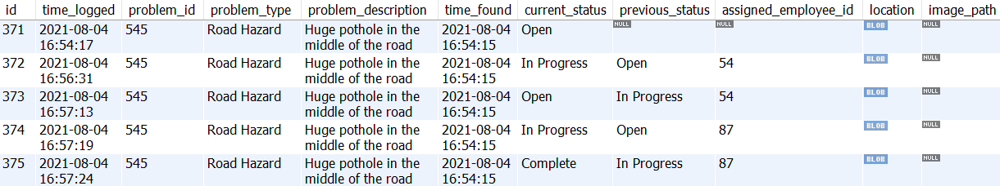 id time_logged problem_id problem_type problem_description time_found current_status previous_status assigned_employee_id location image_path
371 2021-08-04 16:54:17 545 Road Hazard Huge pothole in the middle of the road 2021-08-04 16:54:15 Open NULL NULL BLOB NULL
372 2021-08-04 16:56:31 545 Road Hazard Huge pothole in the middle of the road 2021-08-04 16:54:15 In Progress Open 54 BLOB NULL
373 2021-08-04 16:57:13 545 Road Hazard Huge pothole in the middle of the road 2021-08-04 16:54:15 Open In Progress 54 BLOB NULL
374 2021-08-04 16:57:19 545 Road Hazard Huge pothole in the middle of the road 2021-08-04 16:54:15 In Progress Open 87 BLOB NULL
375 2021-08-04 16:57:24 545 Road Hazard Huge pothole in the middle of the road 2021-08-04 16:54:15 Complete In Progress 87 BLOB NULL